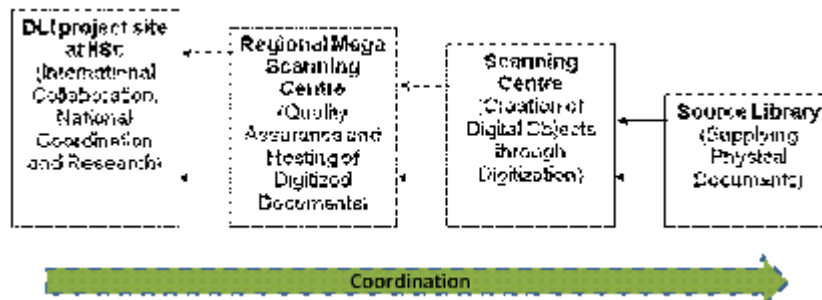 DLI project site
at IISc
(International
Collaboration,
National
Coordination
and Research)
Regional Mega
Scanning
Centre
(Quality
Assurance and
Hosting of
Digitized
Documents)
Scanning
Centre
(Creation of
Digital Objects
through
Digitization)
Source Library
(Supplying
Physical
Documents)
Coordination